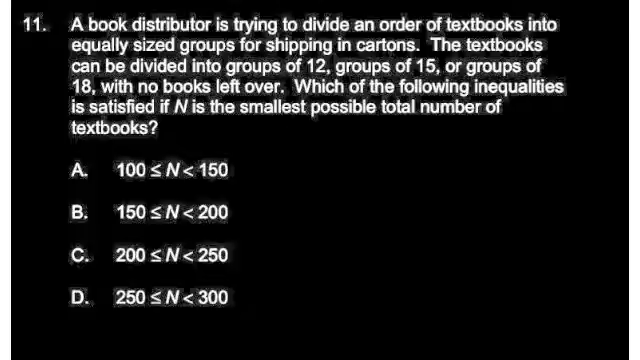 11. A book distributor is trying to divide an order of textbooks into
equally sized groups for shipping in cartons. The textbooks
can be divided into groups of 12, groups of 15, or groups of
18, with no books left over. Which of the following inequalities
is satisfied if N is the smallest possible total number of
textbooks?
A. 100 ≤ N < 150
B. 150 ≤ N < 200
C. 200 ≤ N < 250
D. 250 ≤ N < 300